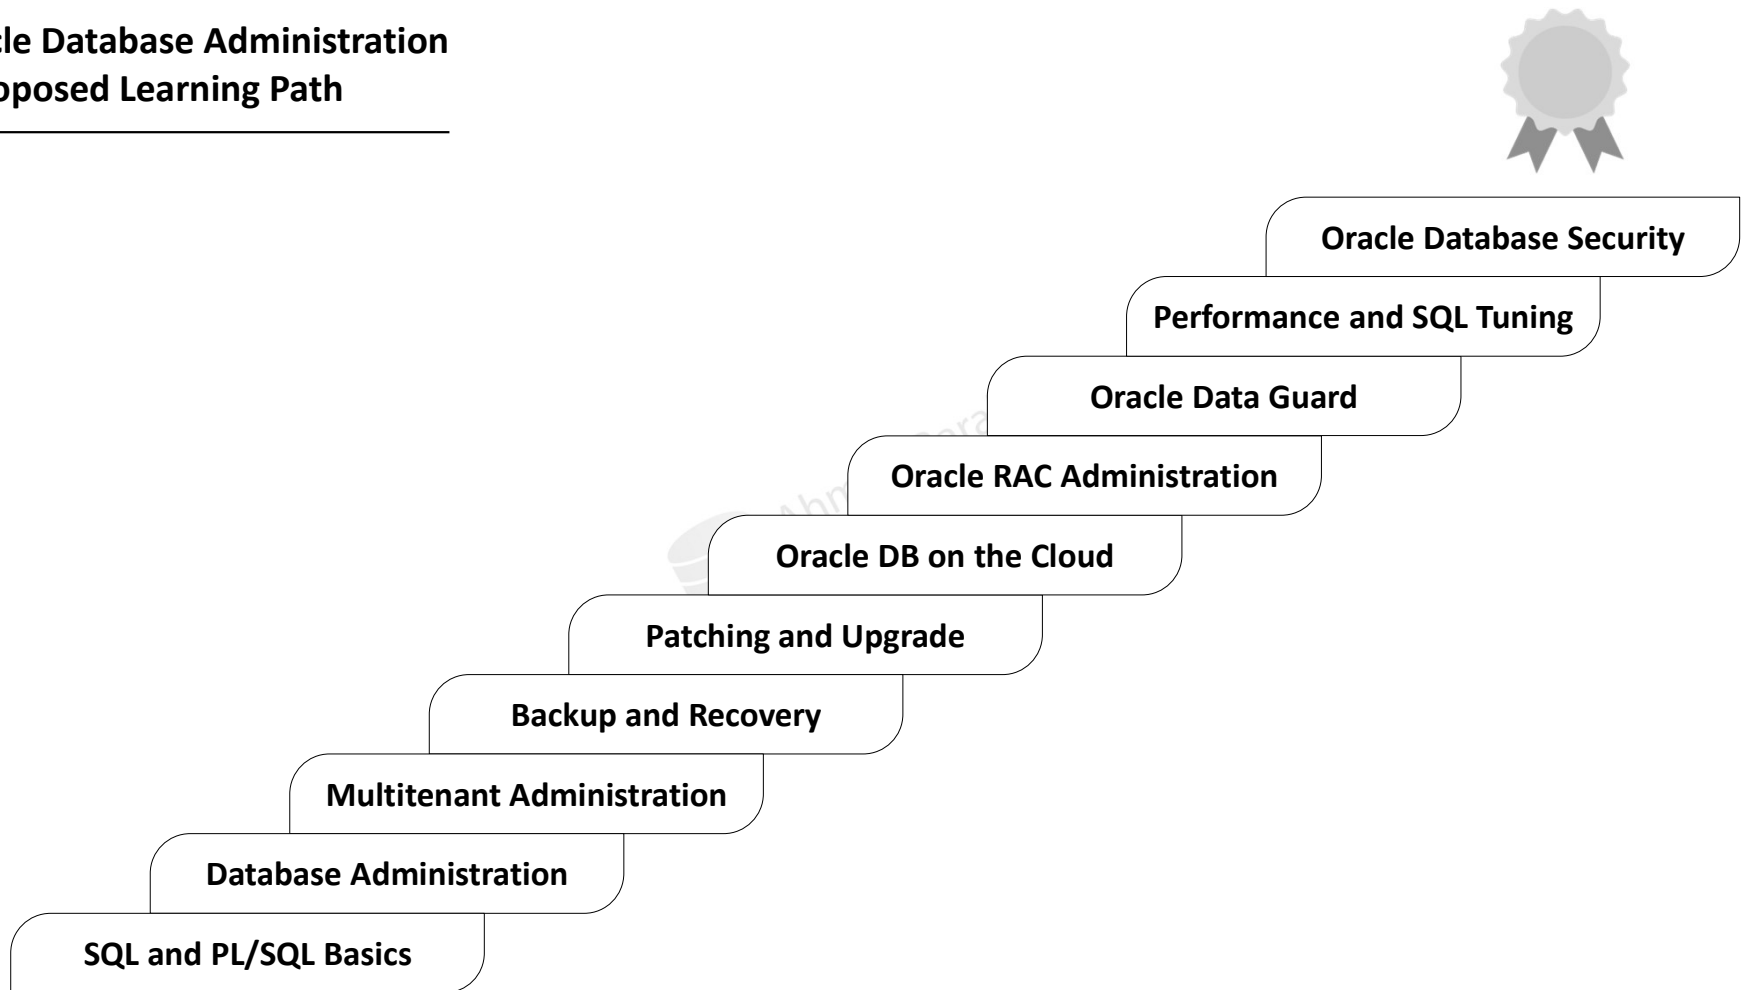 cle Database Administration
oposed Learning Path
Oracle Database Security
Performance and SQL Tuning
Oracle Data Guard
Oracle RAC Administration
Oracle DB on the Cloud
Patching and Upgrade
Backup and Recovery
Multitenant Administration
Database Administration
SQL and PL/SQL Basics